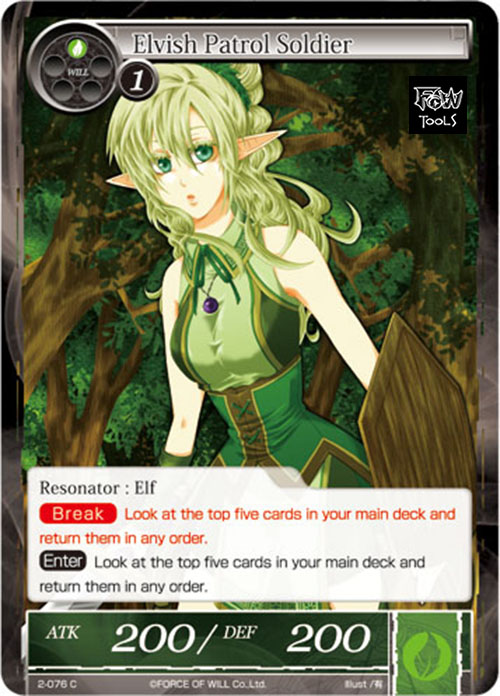 Elvish Patrol Soldier
WILL
1
FOW
TOOLS
Resonator : Elf
Break Look at the top five cards in your main deck and
return them in any order.
Enter Look at the top five cards in your main deck and
return them in any order.
ATK 200/ DEF 200
2-076 C ©FORCE OF WILL Co.,Ltd. Illust /有